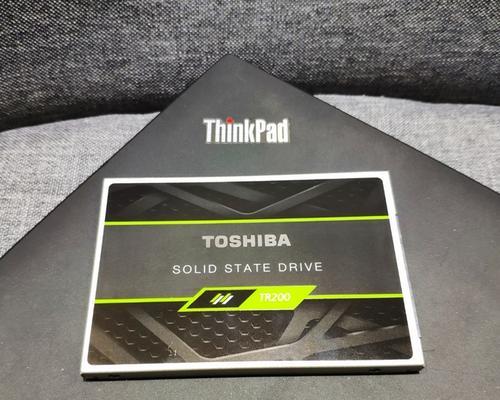 ThinkPad
TOSHIBA
SOLID STATE DRIVE
TR200